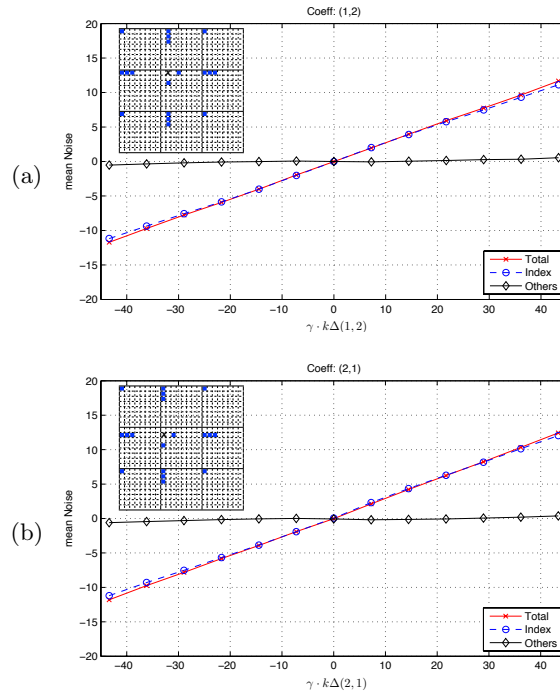 (a)
Coeff: (1,2)
mean Noise
20
15
10
5
0
−5
−10
−15
−20
−40 −30 −20 −10 0 10 20 30 40
γ · kΔ(1, 2)
Total
Index
Others
(b)
Coeff: (2,1)
mean Noise
20
15
10
5
0
−5
−10
−15
−20
−40 −30 −20 −10 0 10 20 30 40
γ · kΔ(2, 1)
Total
Index
Others